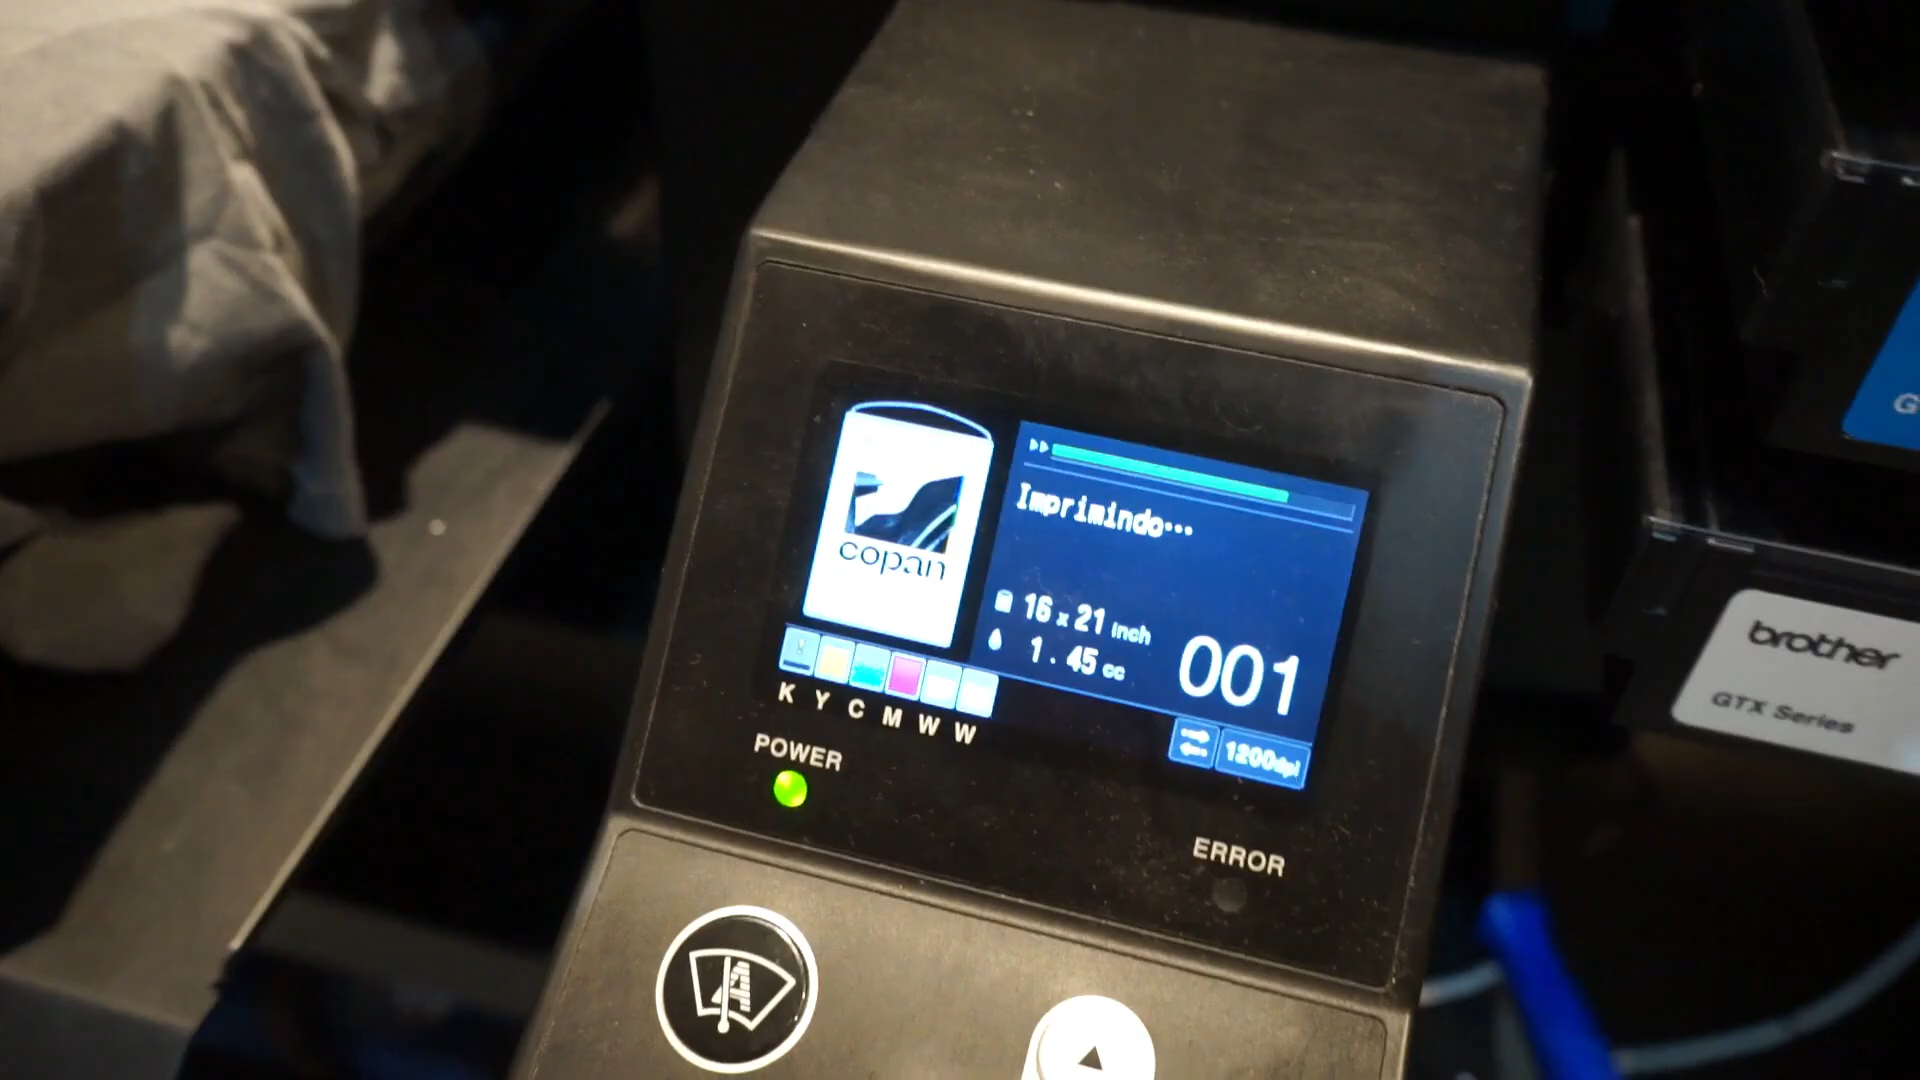 copan
Imprimindo...
16 x 21 inch
1.45 cc
001
K Y C M W W
1200dpi
POWER
ERROR
G
brother
GTX Series